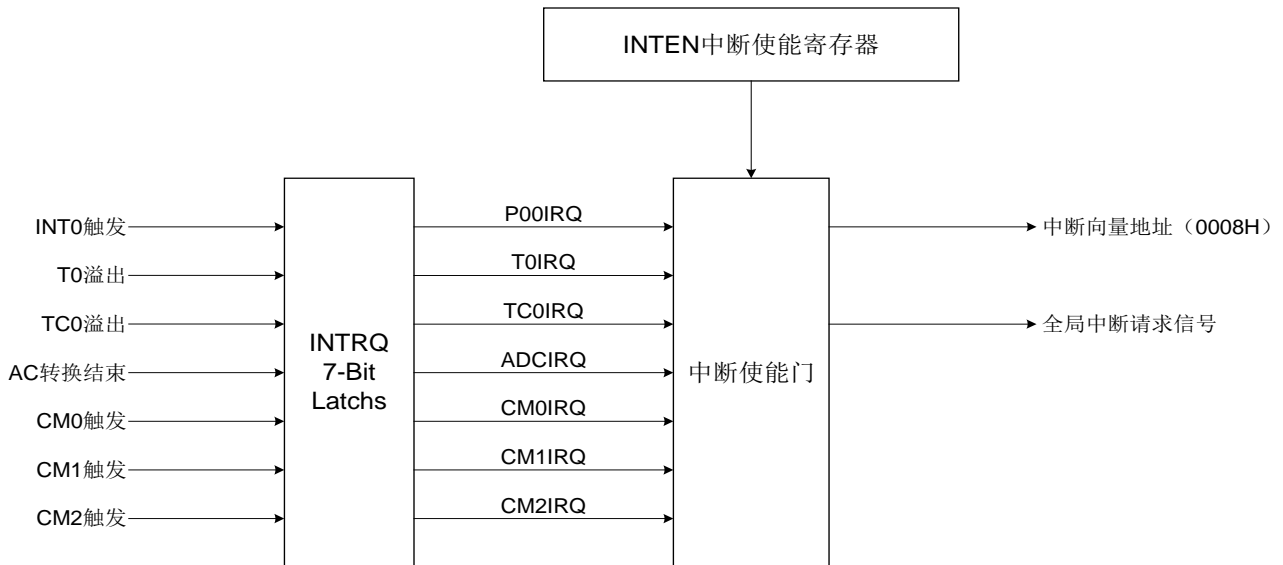 INTEN中断使能寄存器
INT0触发
T0溢出
TC0溢出
AC转换结束
CM0触发
CM1触发
CM2触发
INTRQ
7-Bit
Latchs
P00IRQ
T0IRQ
TC0IRQ
ADCIRQ
CM0IRQ
CM1IRQ
CM2IRQ
中断使能门
中断向量地址（0008H）
全局中断请求信号